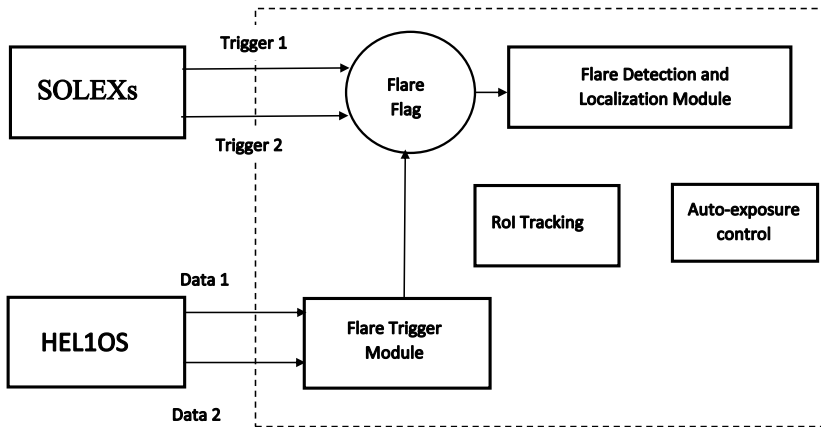 Trigger 1
SOLEXs
Trigger 2
Flare
Flag
Flare Detection and
Localization Module
RoI Tracking
Auto-exposure
control
Data 1
HEL1OS
Data 2
Flare Trigger
Module